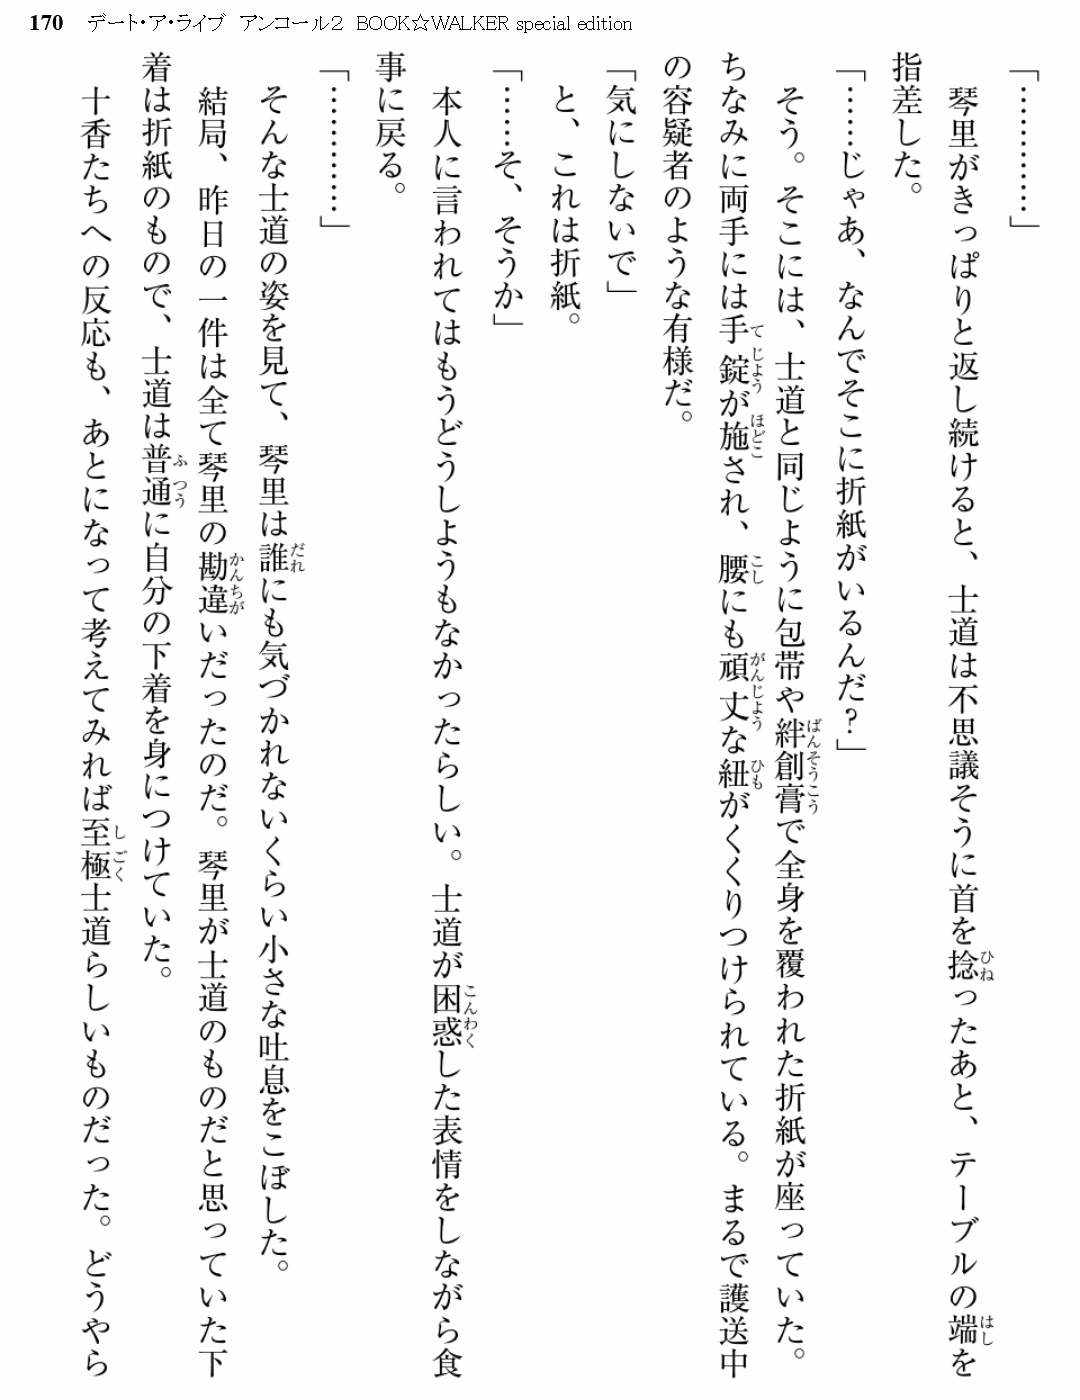 170 デート・ア・ライブ アンコール2 BOOK☆WALKER special edition
「…………」
琴里がきっぱりと返し続けると、士道は不思議そうに首を捻ったあと、テーブルの端を
指差した。
「……じゃあ、なんでそこに折紙がいるんだ?」
そう。そこには、士道と同じように包帯や絆創膏で全身を覆われた折紙が座っていた。
ちなみに両手には手錠が施され、腰にも頑丈な紐がくくりつけられている。まるで護送中
の容疑者のような有様だ。
「気にしないで」
と、これは折紙。
「……そ、そうか」
本人に言われてはもうどうしようもなかったらしい。士道が困惑した表情をしながら食
事に戻る。
「…………」
そんな士道の姿を見て、琴里は誰にも気づかれないくらい小さな吐息をこぼした。
結局、昨日の一件は全て琴里の勘違いだったのだ。琴里が士道のものだと思っていた下
着は折紙のもので、士道は普通に自分の下着を身につけていた。
十香たちへの反応も、あとになって考えてみれば至極士道らしいものだった。どうやら